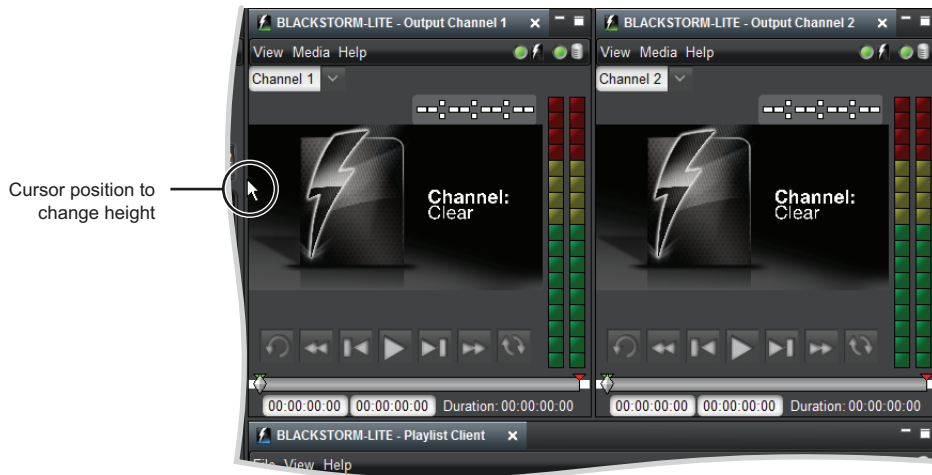 BLACKSTORM-LITE - Output Channel 1
BLACKSTORM-LITE - Output Channel 2
View Media Help
View Media Help
Channel 1
Channel 2
--:--:--:--
--:--:--:--
Cursor position to
change height
Channel:
Clear
Channel:
Clear
00:00:00:00 00:00:00:00 Duration: 00:00:00:00
00:00:00:00 00:00:00:00 Duration: 00:00:00:00
BLACKSTORM-LITE - Playlist Client
File View Help